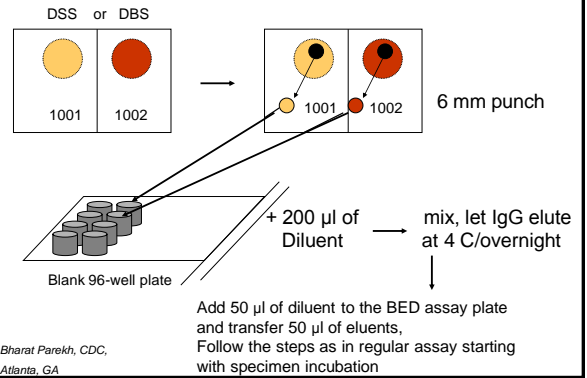 DSS or DBS
1001 1002
1001 1002
6 mm punch
+ 200 µl of
Diluent
mix, let IgG elute
at 4 C/overnight
Blank 96-well plate
Add 50 µl of diluent to the BED assay plate
and transfer 50 µl of eluents,
Follow the steps as in regular assay starting
with specimen incubation
Bharat Parekh, CDC,
Atlanta, GA